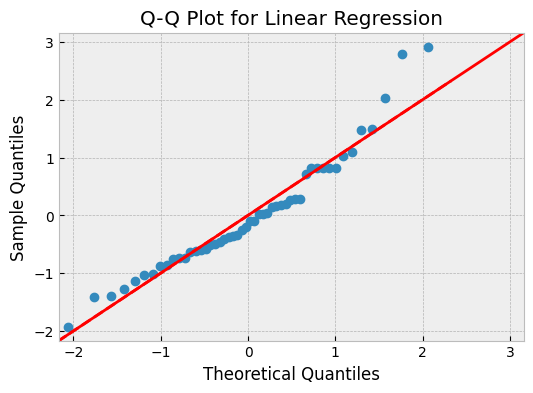 Q-Q Plot for Linear Regression
3
2
1
0
−1
−2
Sample Quantiles
−2 −1 0 1 2 3
Theoretical Quantiles